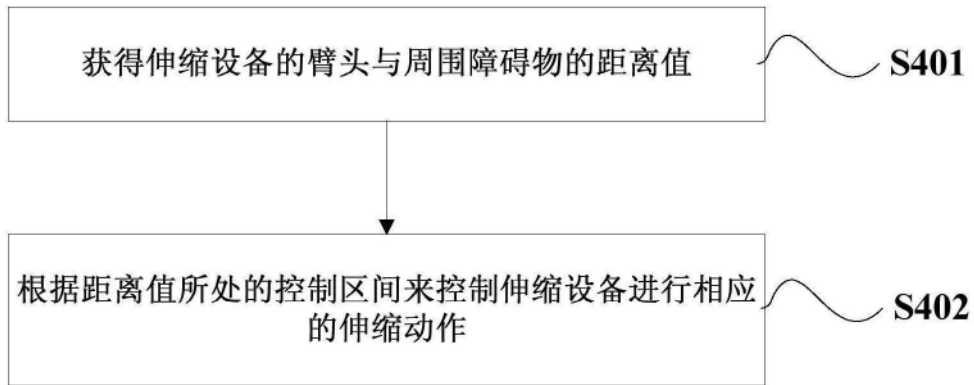 获得伸缩设备的臂头与周围障碍物的距离值
S401
根据距离值所处的控制区间来控制伸缩设备进行相应
的伸缩动作
S402